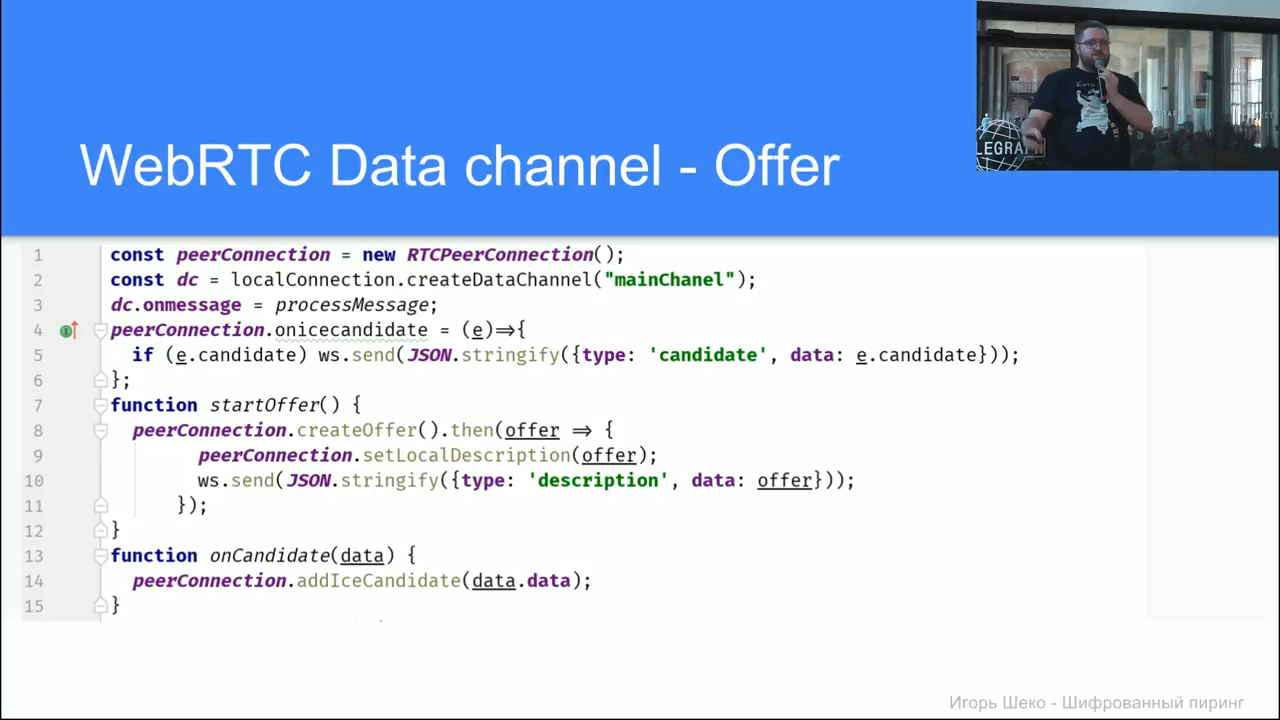 WebRTC Data channel - Offer
LEGRAPH
1 const peerConnection = new RTCPeerConnection();
2 const dc = localConnection.createDataChannel("mainChanel");
3 dc.onmessage = processMessage;
4 peerConnection.onicecandidate = (e)=>{
5 if (e.candidate) ws.send(JSON.stringify({type: 'candidate', data: e.candidate}));
6 };
7 function startOffer() {
8 peerConnection.createOffer().then(offer => {
9 peerConnection.setLocalDescription(offer);
10 ws.send(JSON.stringify({type: 'description', data: offer}));
11 });
12 }
13 function onCandidate(data) {
14 peerConnection.addIceCandidate(data.data);
15 }
Игорь Шеко - Шифрованный пиринг